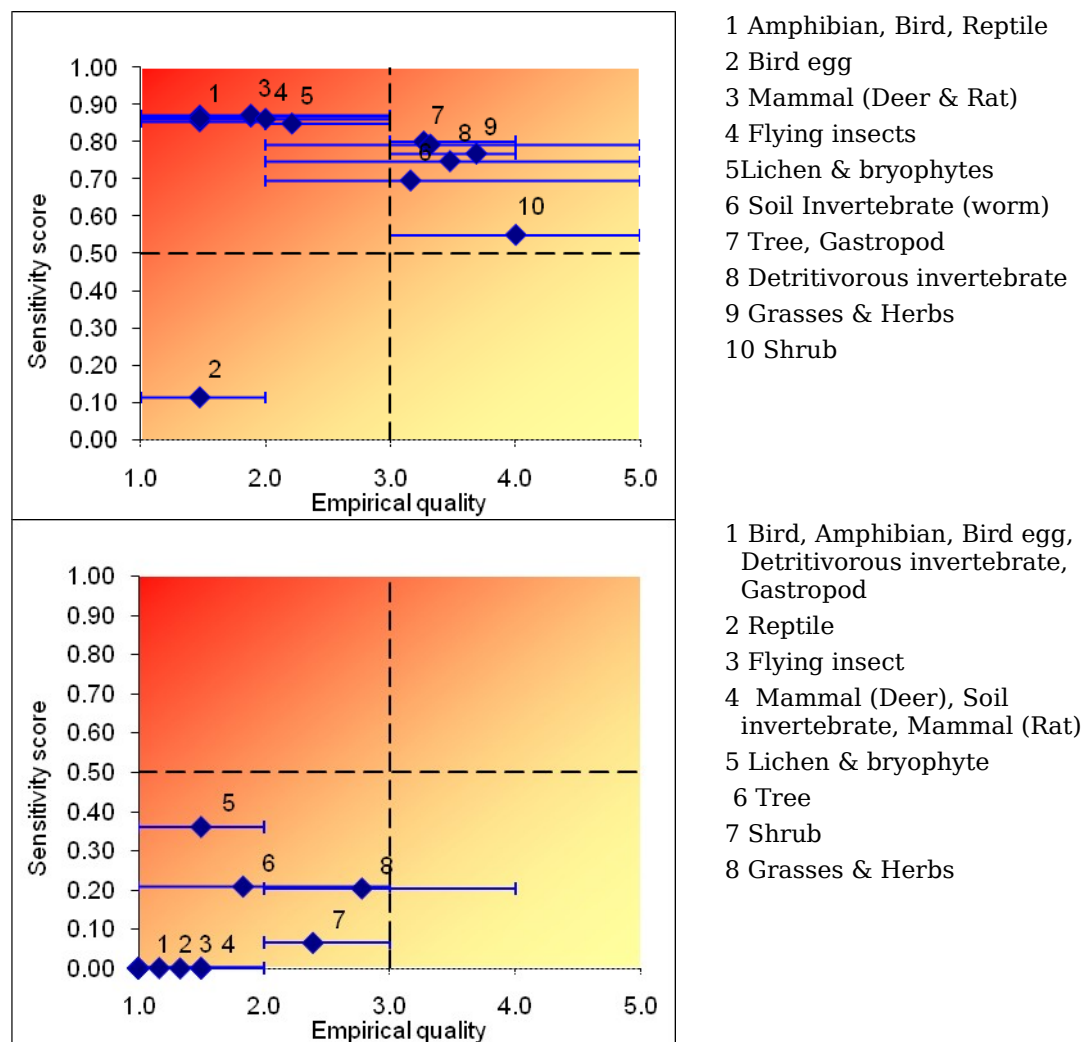 1.00
0.90
0.80
0.70
0.60
0.50
0.40
0.30
0.20
0.10
0.00
Sensitivity score
1
3
4
5
7
8
9
6
10
2
1.0 2.0 3.0 4.0 5.0
Empirical quality
1 Amphibian, Bird, Reptile
2 Bird egg
3 Mammal (Deer & Rat)
4 Flying insects
5Lichen & bryophytes
6 Soil Invertebrate (worm)
7 Tree, Gastropod
8 Detritivorous invertebrate
9 Grasses & Herbs
10 Shrub
1.00
0.90
0.80
0.70
0.60
0.50
0.40
0.30
0.20
0.10
0.00
Sensitivity score
5
6
8
7
1
2
3
4
1.0 2.0 3.0 4.0 5.0
Empirical quality
1 Bird, Amphibian, Bird egg,
Detritivorous invertebrate,
Gastropod
2 Reptile
3 Flying insect
4 Mammal (Deer), Soil
invertebrate, Mammal (Rat)
5 Lichen & bryophyte
6 Tree
7 Shrub
8 Grasses & Herbs